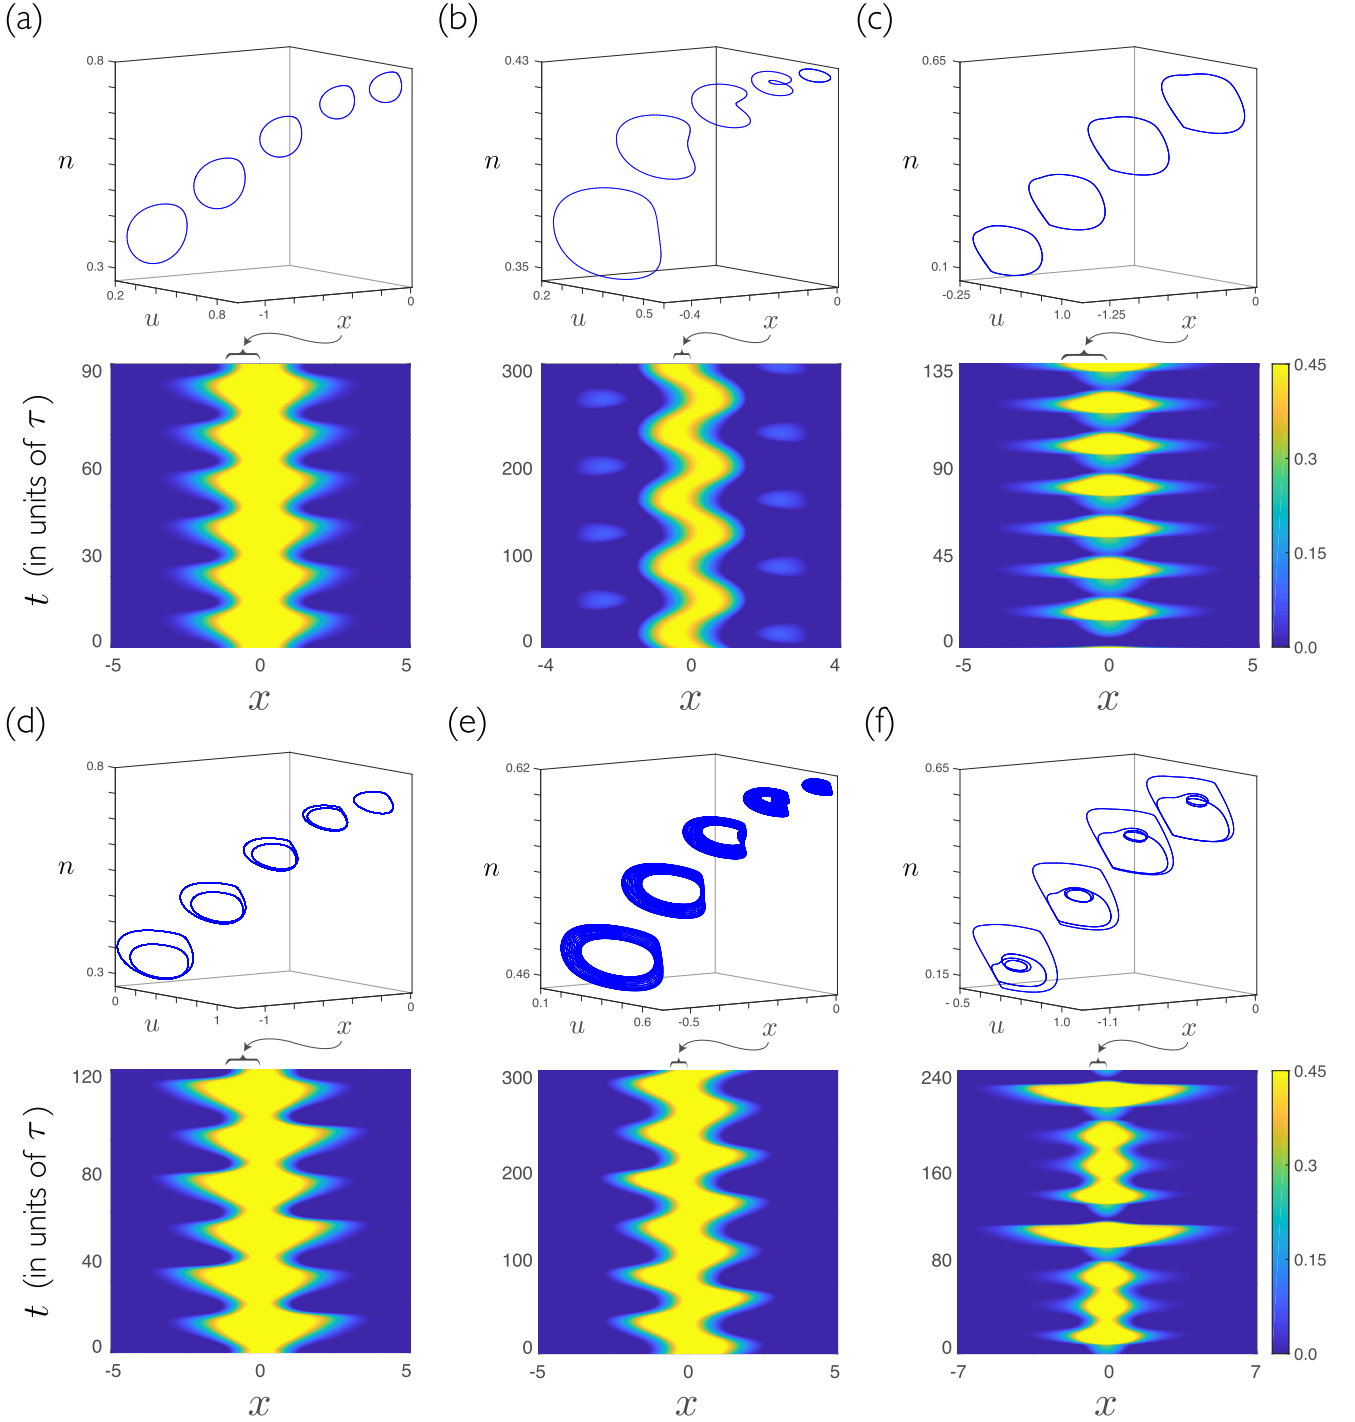 (a) (b) (c)
0.8 0.43 0.65
n n n
0.3 0.35 0.1
0.2 0.8 -1 0 0.2 0.5 -0.4 0 -0.25 1.0 -1.25 0
u x u x u x
90 300 135 0.45
60 200 90 0.3
30 100 45 0.15
0 0 0 0.0
t (in units of τ)
-5 0 5 -4 0 4 -5 0 5
x x x
(d) (e) (f)
0.8 0.62 0.65
n n n
0.3 0.46 0.15
0 1 -1 0 0.1 0.6 -0.5 0 -0.5 1.0 -1.1 0
u x u x u x
120 300 240 0.45
80 200 160 0.3
40 100 80 0.15
0 0 0 0.0
t (in units of τ)
-5 0 5 -5 0 5 -7 0 7
x x x